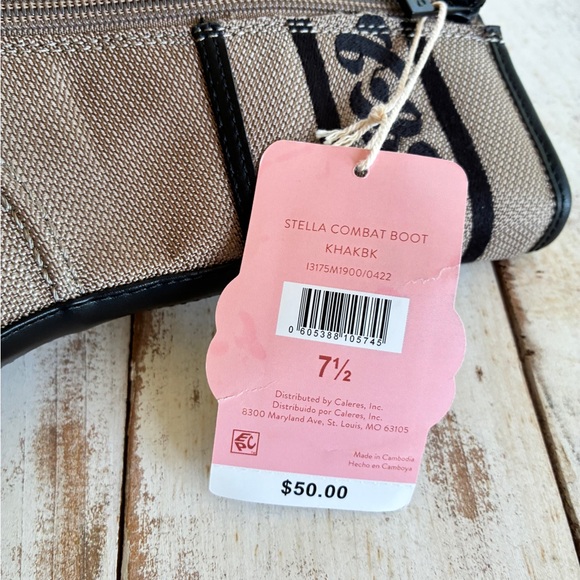 STELLA COMBAT BOOT
KHAKBK
I3175M1900/0422
0 605388 105745
7½
Distributed by Caleres, Inc.
Distribuido por Caleres, Inc.
8300 Maryland Ave, St. Louis, MO 63105
Made in Cambodia
Hecho en Camboya
$50.00